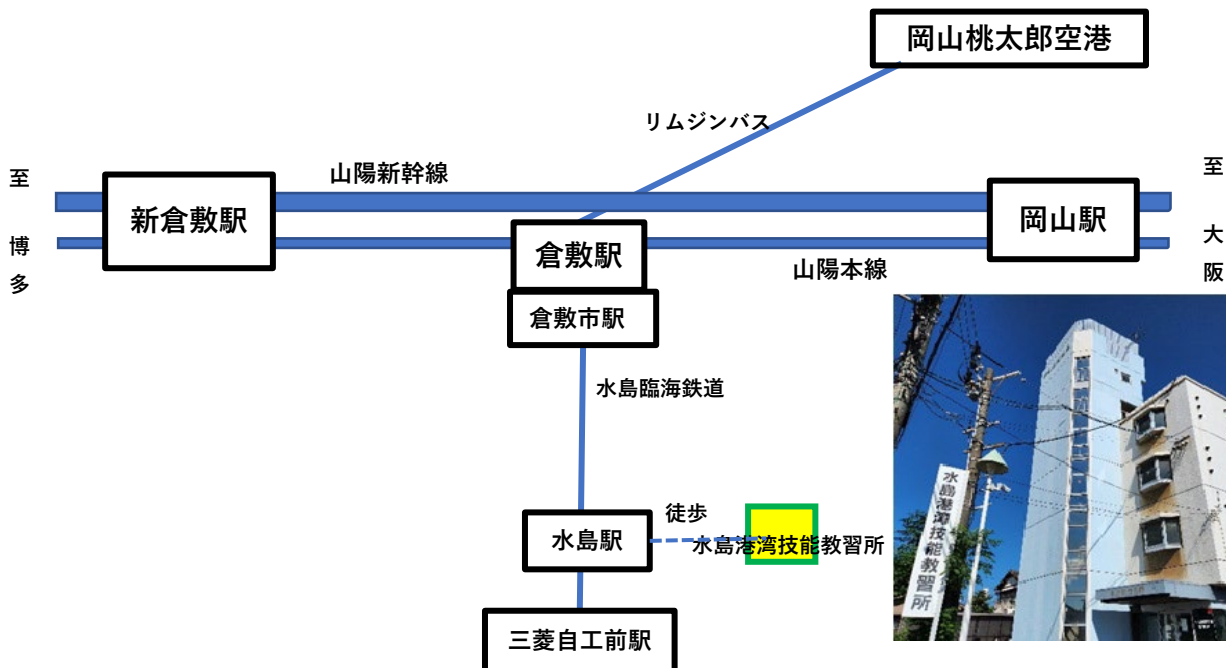 岡山桃太郎空港
リムジンバス
至
博
多
山陽新幹線
至
大
阪
新倉敷駅
岡山駅
倉敷駅
山陽本線
倉敷市駅
水島臨海鉄道
徒歩
水島駅
水島港湾技能教習所
三菱自工前駅
水島港湾技能教習所